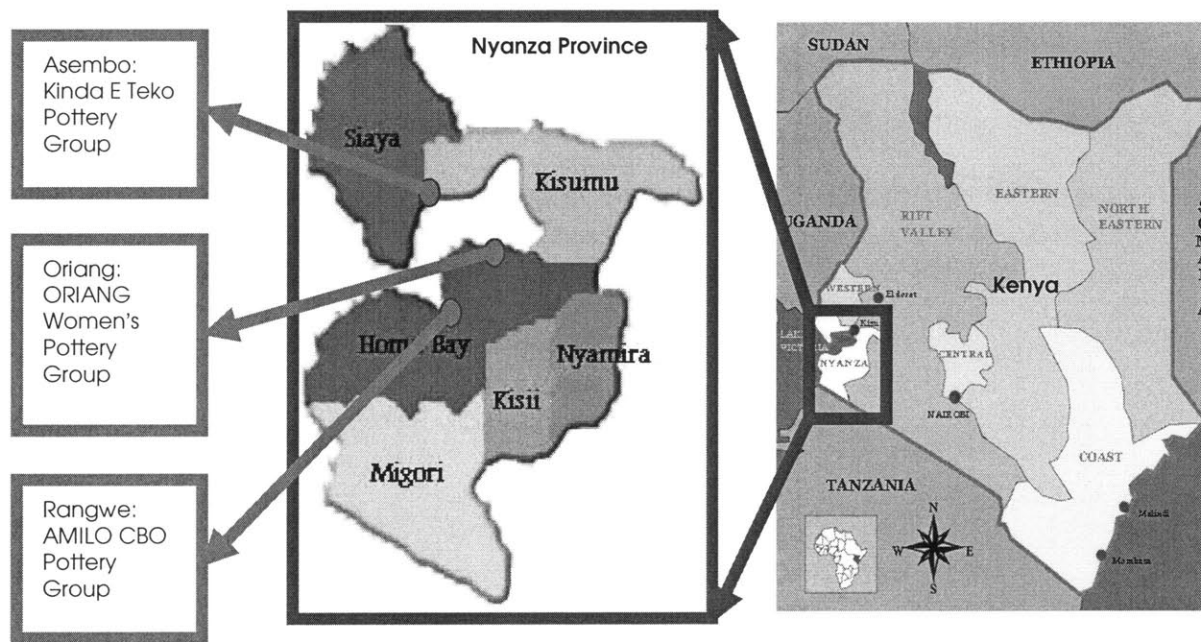 Asembo:
Kinda E Teko
Pottery
Group
Oriang:
ORIANG
Women's
Pottery
Group
Rangwe:
AMILO CBO
Pottery
Group
Nyanza Province
Siaya
Kisumu
Nyamira
Kisii
Migori
SUDAN
ETHIOPIA
UGANDA
RIFT
VALLEY
EASTERN
NORTH
EASTERN
Kenya
WESTERN
Eldoret
NYANZA
CENTRAL
NAIROBI
COAST
TANZANIA
Malindi
Mombasa
N
W
E
S